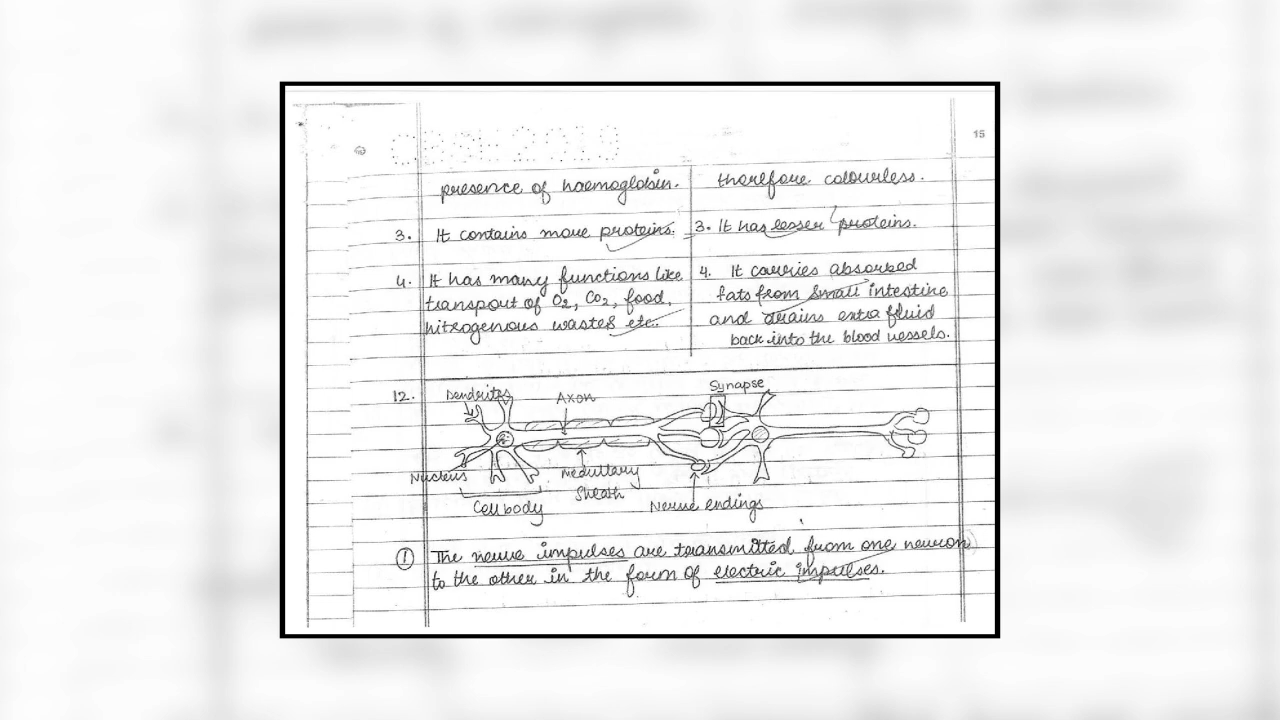 CBSE 2019
15
presence of haemoglobin.
therefore colourless.
3. It contains more proteins.
3. It has lesser proteins.
4. It has many functions like
transport of O2, CO2, food,
nitrogenous wastes etc.
4. It carries absorbed
fats from small intestine
and drains extra fluid
back into the blood vessels.
12.
Dendrites
Axon
Synapse
Nucleus
Medullary
Sheath
Cell body
Nerve endings
① The nerve impulses are transmitted from one neuron
to the other in the form of electric impulses.